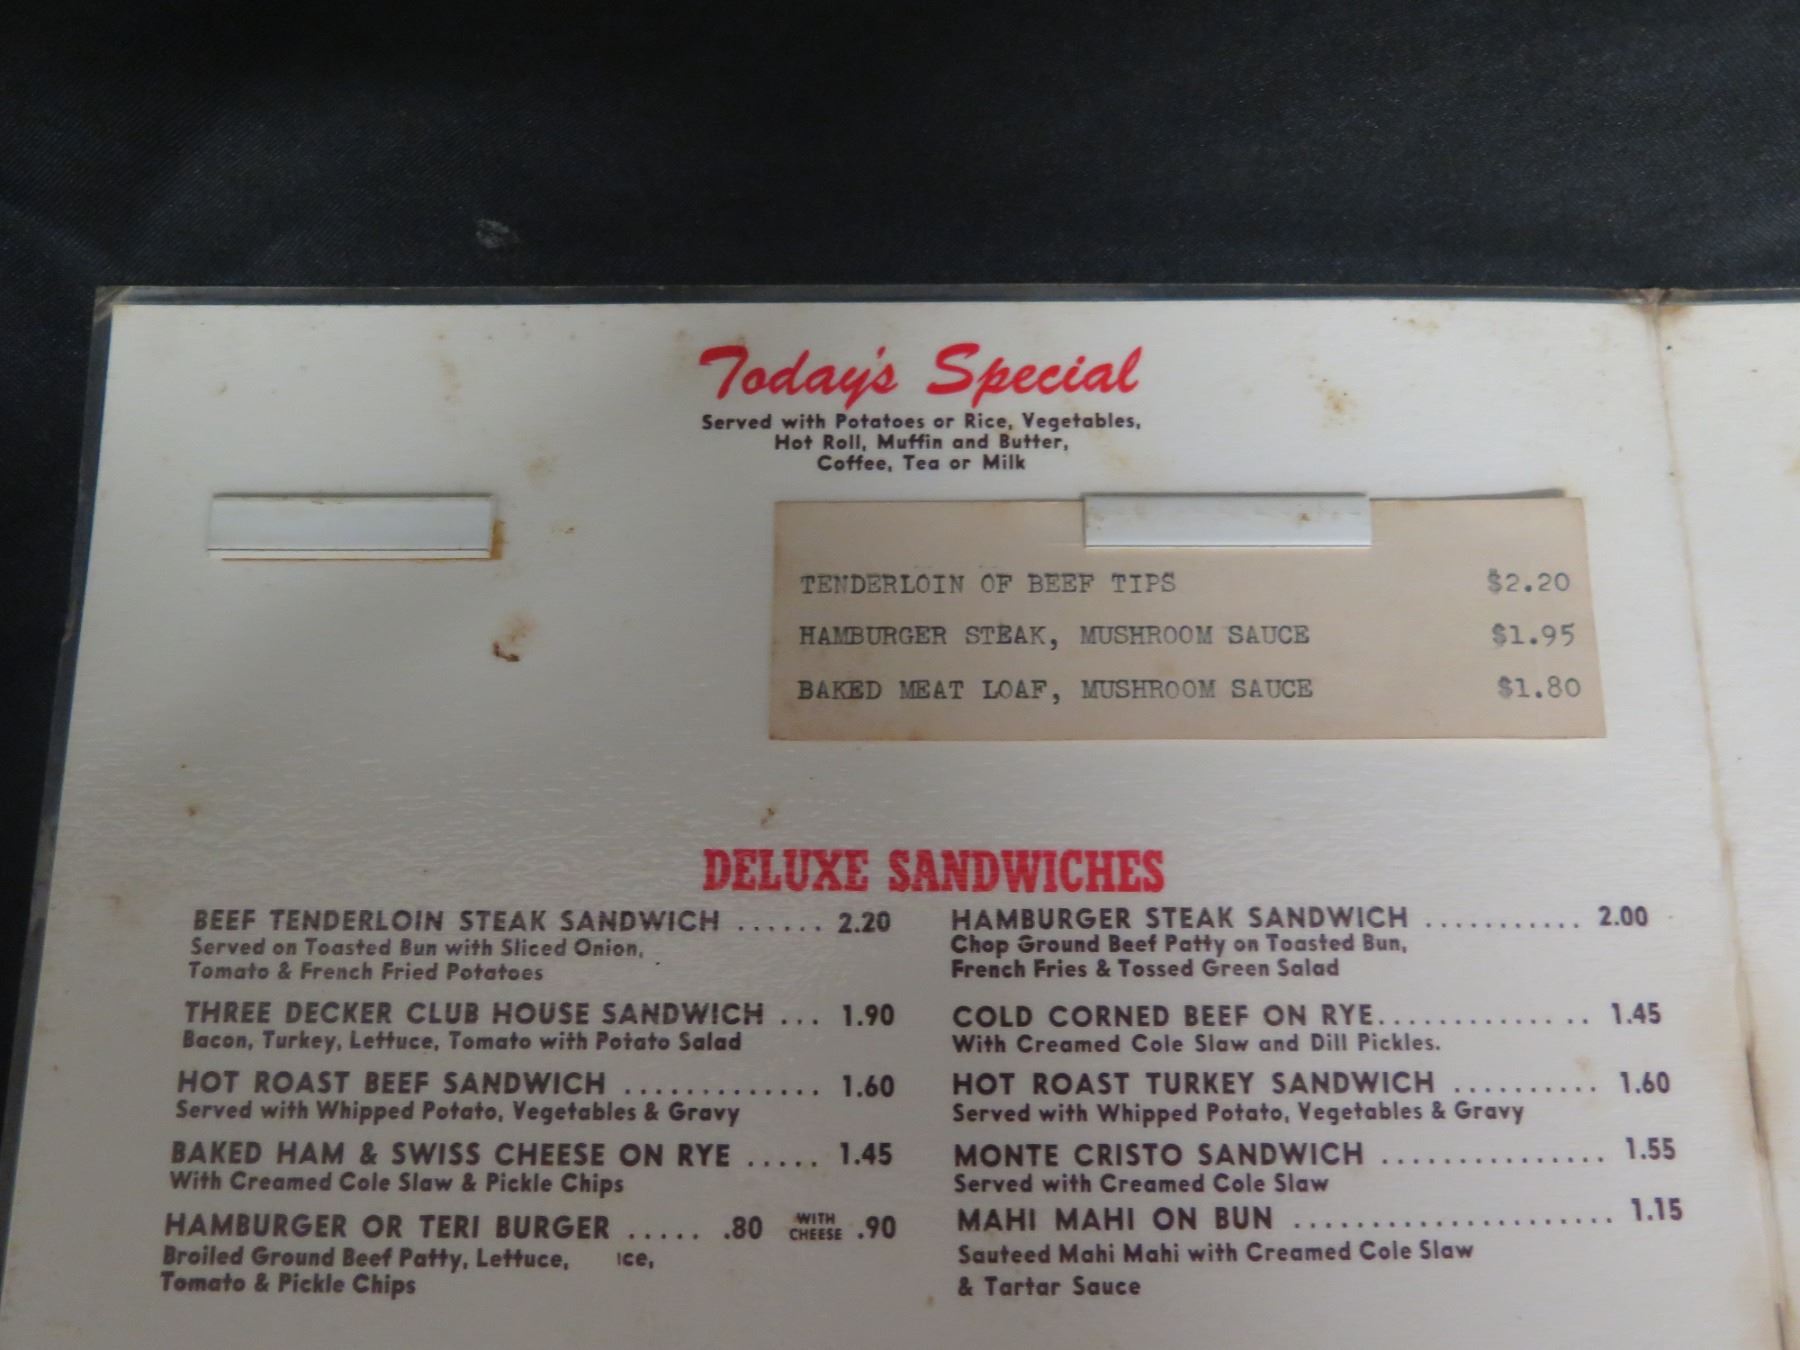 Today's Special
Served with Potatoes or Rice, Vegetables,
Hot Roll, Muffin and Butter,
Coffee, Tea or Milk
TENDERLOIN OF BEEF TIPS $2.20
HAMBURGER STEAK, MUSHROOM SAUCE $1.95
BAKED MEAT LOAF, MUSHROOM SAUCE $1.80
DELUXE SANDWICHES
BEEF TENDERLOIN STEAK SANDWICH ...... 2.20
Served on Toasted Bun with Sliced Onion,
Tomato & French Fried Potatoes
THREE DECKER CLUB HOUSE SANDWICH ... 1.90
Bacon, Turkey, Lettuce, Tomato with Potato Salad
HOT ROAST BEEF SANDWICH ............. 1.60
Served with Whipped Potato, Vegetables & Gravy
BAKED HAM & SWISS CHEESE ON RYE ..... 1.45
With Creamed Cole Slaw & Pickle Chips
HAMBURGER OR TERI BURGER ..... .80 WITH CHEESE .90
Broiled Ground Beef Patty, Lettuce,
Tomato & Pickle Chips
HAMBURGER STEAK SANDWICH ........... 2.00
Chop Ground Beef Patty on Toasted Bun,
French Fries & Tossed Green Salad
COLD CORNED BEEF ON RYE.............. 1.45
With Creamed Cole Slaw and Dill Pickles.
HOT ROAST TURKEY SANDWICH .......... 1.60
Served with Whipped Potato, Vegetables & Gravy
MONTE CRISTO SANDWICH ............... 1.55
Served with Creamed Cole Slaw
MAHI MAHI ON BUN ...................... 1.15
Sauteed Mahi Mahi with Creamed Cole Slaw
& Tartar Sauce